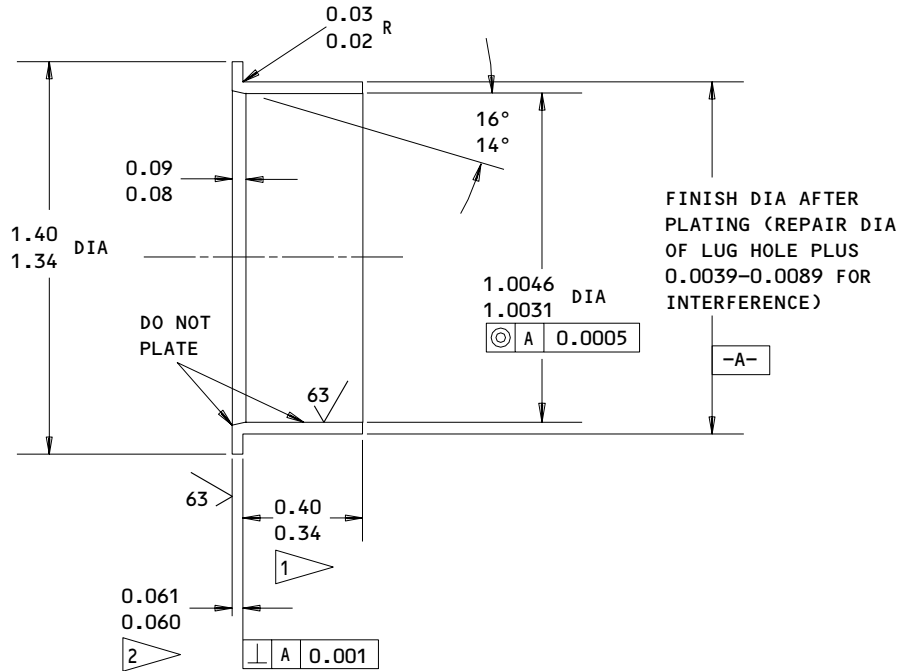 0.03
0.02 R
16°
14°
0.09
0.08
1.40
1.34 DIA
FINISH DIA AFTER
PLATING (REPAIR DIA
OF LUG HOLE PLUS
0.0039–0.0089 FOR
INTERFERENCE)
1.0046
1.0031 DIA
A 0.0005
DO NOT
PLATE
–A–
63
63
0.40
0.34
1
0.061
0.060
2
⊥ A 0.001